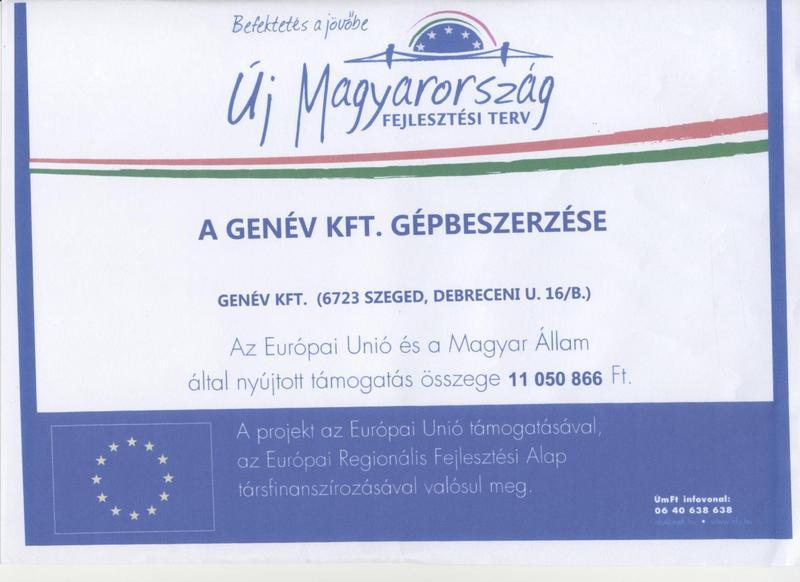 Befektetés a jövőbe
Új Magyarország
FEJLESZTÉSI TERV
A GENÉV KFT. GÉPBESZERZÉSE
GENÉV KFT. (6723 SZEGED, DEBRECENI U. 16/B.)
Az Európai Unió és a Magyar Állam
által nyújtott támogatás összege 11 050 866 Ft.
A projekt az Európai Unió támogatásával,
az Európai Regionális Fejlesztési Alap
társfinanszírozásával valósul meg.
ÚmFt infovonal:
06 40 638 638